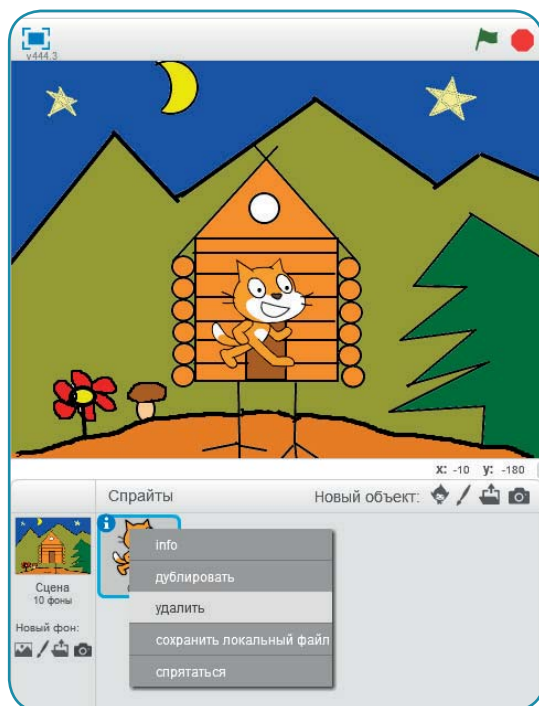 v444.3
x: -10 y: -180
Спрайты
Новый объект:
info
дублировать
удалить
сохранить локальный файл
спрятаться
Сцена
10 фоны
Новый фон: